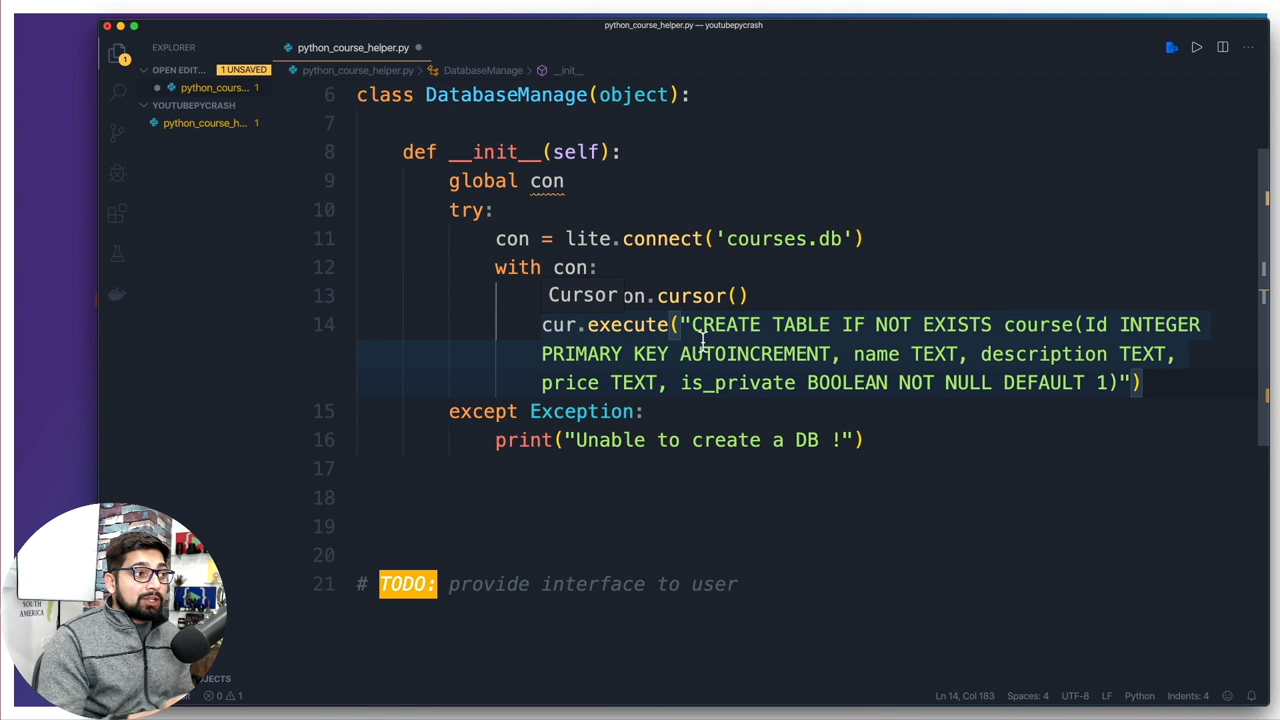 python_course_helper.py — youtubepycrash
EXPLORER
python_course_helper.py
OPEN EDIT... 1 UNSAVED
python_cours... 1
YOUTUBEPYCRASH
python_course_h... 1
1
python_course_helper.py > DatabaseManage > __init__
6 class DatabaseManage(object):
7
8 def __init__(self):
9 global con
10 try:
11 con = lite.connect('courses.db')
12 with con:
Cursor
13 on.cursor()
14 cur.execute("CREATE TABLE IF NOT EXISTS course(Id INTEGER
PRIMARY KEY AUTOINCREMENT, name TEXT, description TEXT,
price TEXT, is_private BOOLEAN NOT NULL DEFAULT 1)")
15 except Exception:
16 print("Unable to create a DB !")
17
18
19
20
21 # TODO: provide interface to user
SOUTH
AMERICA
0 1
Ln 14, Col 183 Spaces: 4 UTF-8 LF Python Indents: 4